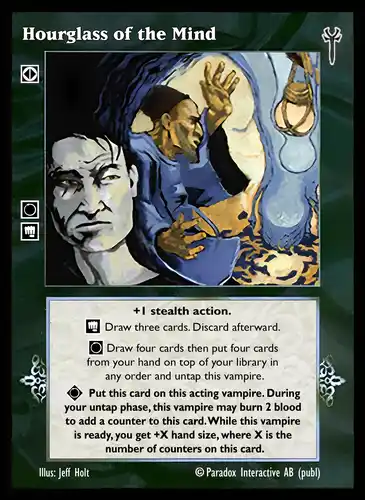 Hourglass of the Mind
+1 stealth action.
Draw three cards. Discard afterward.
Draw four cards then put four cards
from your hand on top of your library in
any order and untap this vampire.
Put this card on this acting vampire. During
your untap phase, this vampire may burn 2 blood
to add a counter to this card. While this vampire
is ready, you get +X hand size, where X is the
number of counters on this card.
Illus: Jeff Holt
© Paradox Interactive AB (publ)